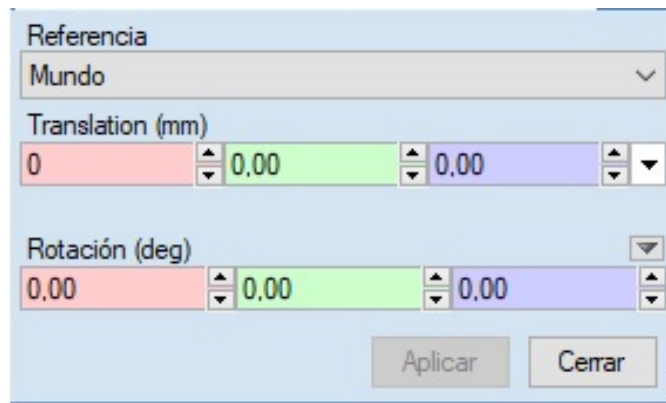 Referencia
Mundo
Translation (mm)
0 0,00 0,00
Rotación (deg)
0,00 0,00 0,00
Aplicar Cerrar